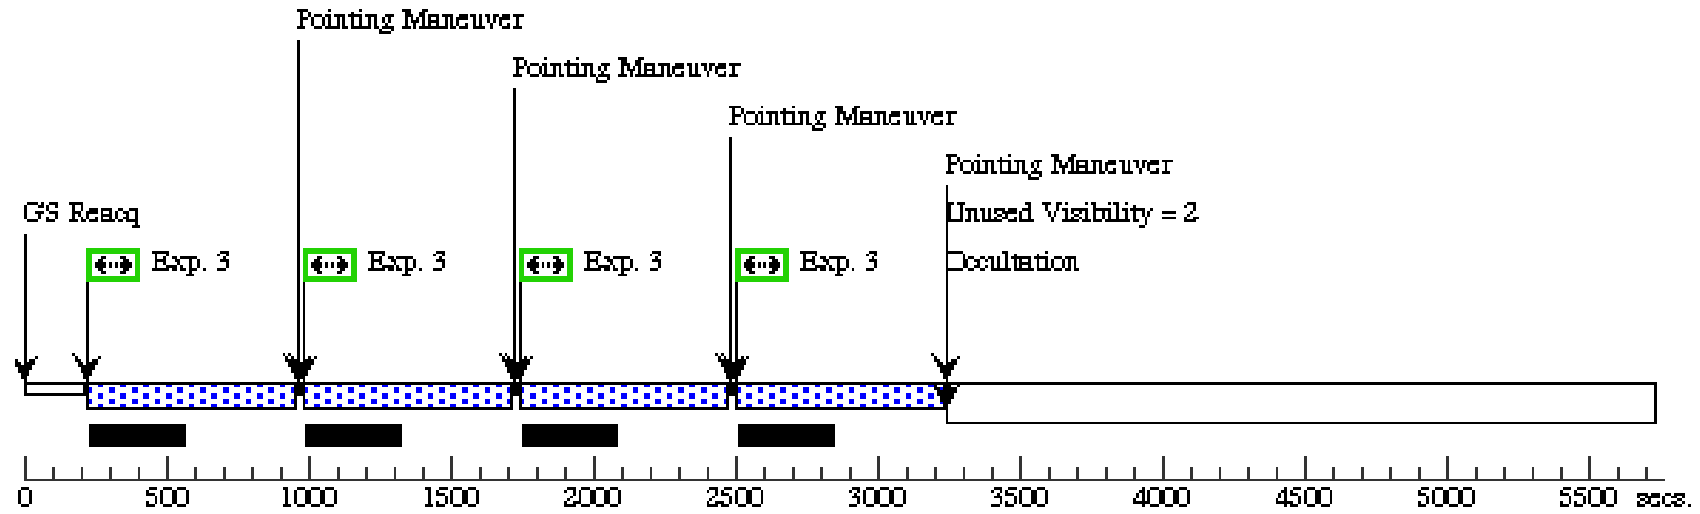 Pointing Maneuver
Pointing Maneuver
Pointing Maneuver
Pointing Maneuver
GS Reacq
Unused Visibility = 2
Exp. 3 Exp. 3 Exp. 3 Exp. 3
Occultation
0 500 1000 1500 2000 2500 3000 3500 4000 4500 5000 5500 secs.